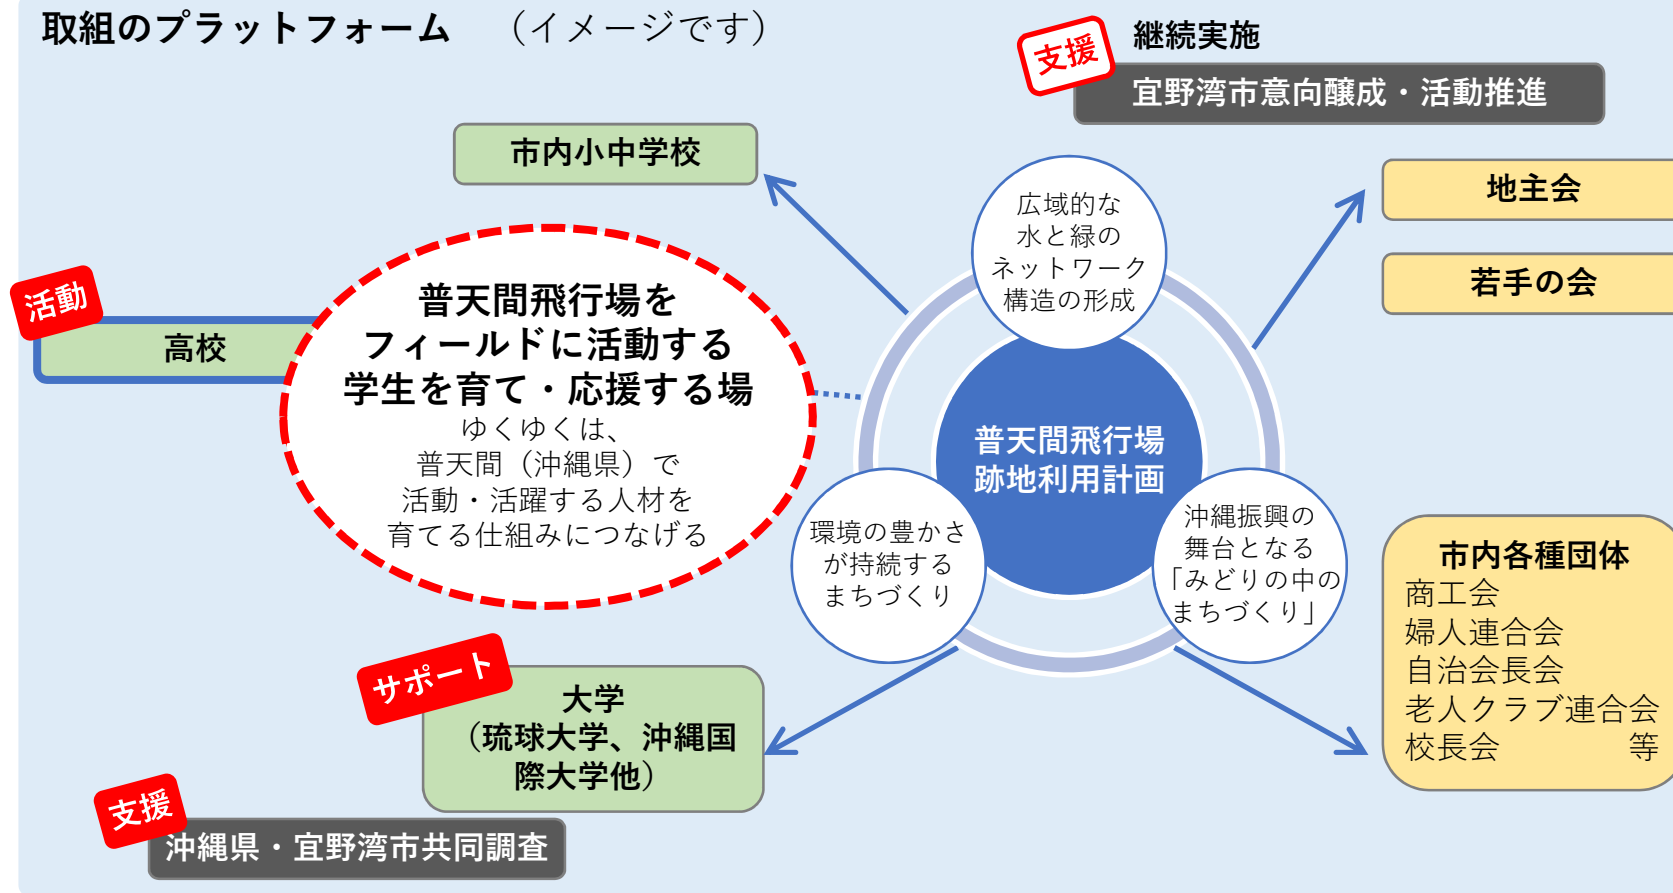 取組のプラットフォーム　（イメージです）
支援
継続実施
宜野湾市意向醸成・活動推進
市内小中学校
地主会
若手の会
広域的な
水と緑の
ネットワーク
構造の形成
活動
高校
普天間飛行場を
フィールドに活動する
学生を育て・応援する場
ゆくゆくは、
普天間（沖縄県）で
活動・活躍する人材を
育てる仕組みにつなげる
普天間飛行場
跡地利用計画
環境の豊かさ
が持続する
まちづくり
沖縄振興の
舞台となる
「みどりの中の
まちづくり」
市内各種団体
商工会
婦人連合会
自治会長会
老人クラブ連合会
校長会　　　　等
サポート
大学
（琉球大学、沖縄国
際大学他）
支援
沖縄県・宜野湾市共同調査